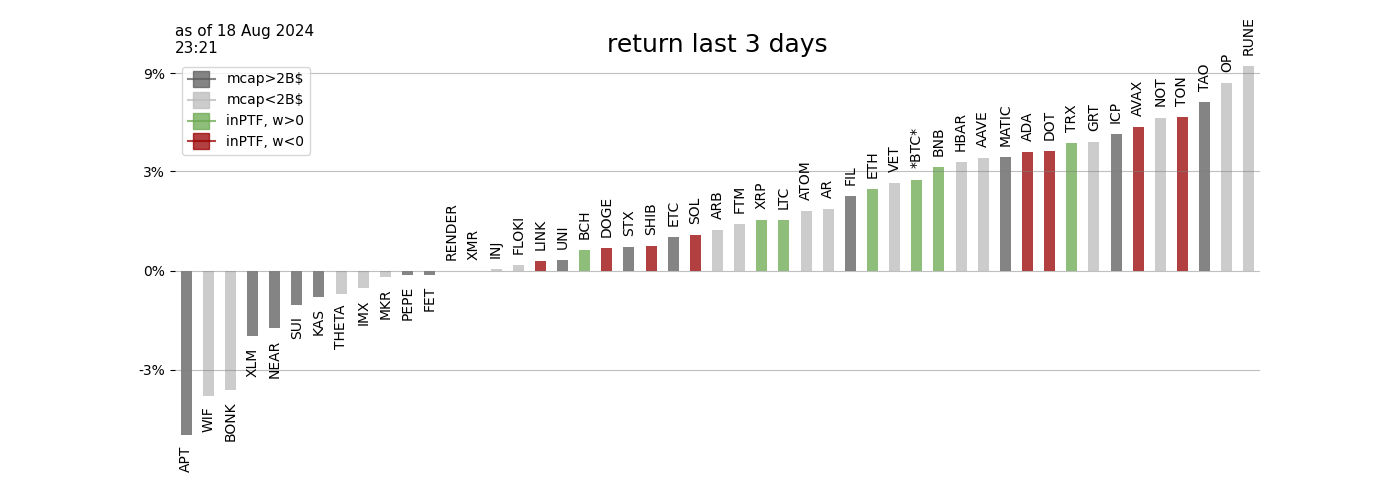 as of 18 Aug 2024
23:21
return last 3 days
mcap>2B$
mcap<2B$
inPTF, w>0
inPTF, w<0
9%
3%
0%
-3%
APT
WIF
BONK
XLM
NEAR
SUI
KAS
THETA
IMX
MKR
PEPE
FET
RENDER
XMR
INJ
FLOKI
LINK
UNI
BCH
DOGE
STX
SHIB
ETC
SOL
ARB
FTM
XRP
LTC
ATOM
AR
FIL
ETH
VET
*BTC*
BNB
HBAR
AAVE
MATIC
ADA
DOT
TRX
GRT
ICP
AVAX
NOT
TON
TAO
OP
RUNE